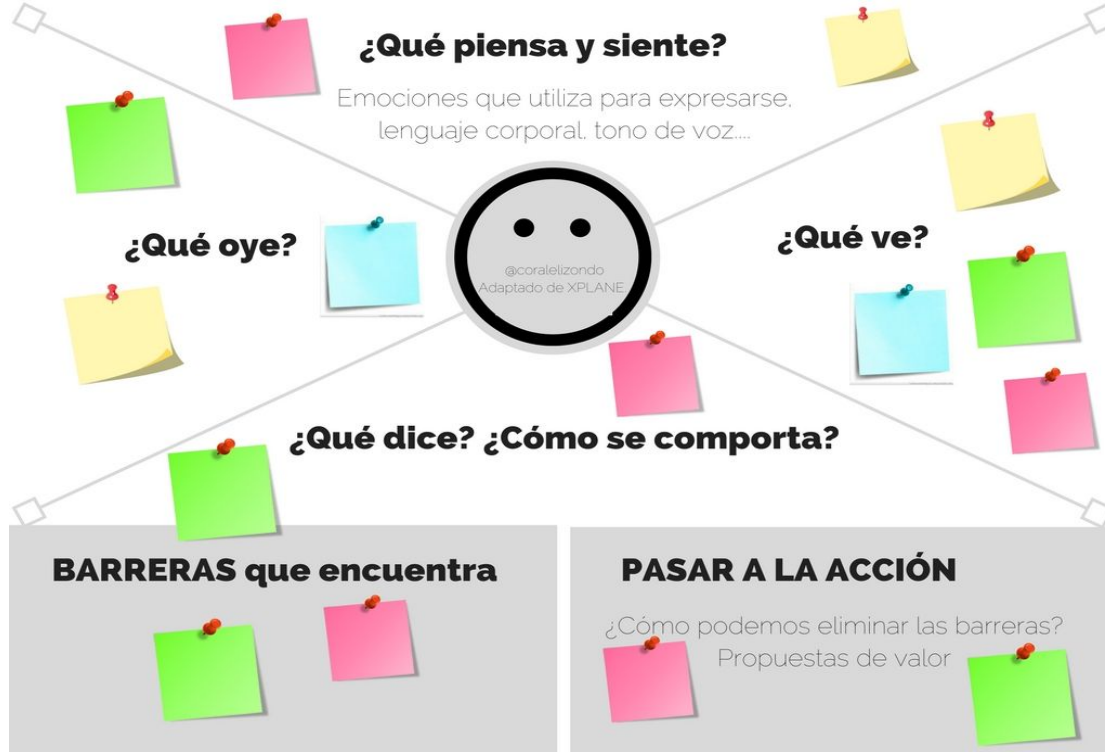 ¿Qué piensa y siente?
Emociones que utiliza para expresarse,
lenguaje corporal, tono de voz....
¿Qué oye?
¿Qué ve?
@coralelizondo
Adaptado de XPLANE
¿Qué dice? ¿Cómo se comporta?
BARRERAS que encuentra
PASAR A LA ACCIÓN
¿Cómo podemos eliminar las barreras?
Propuestas de valor